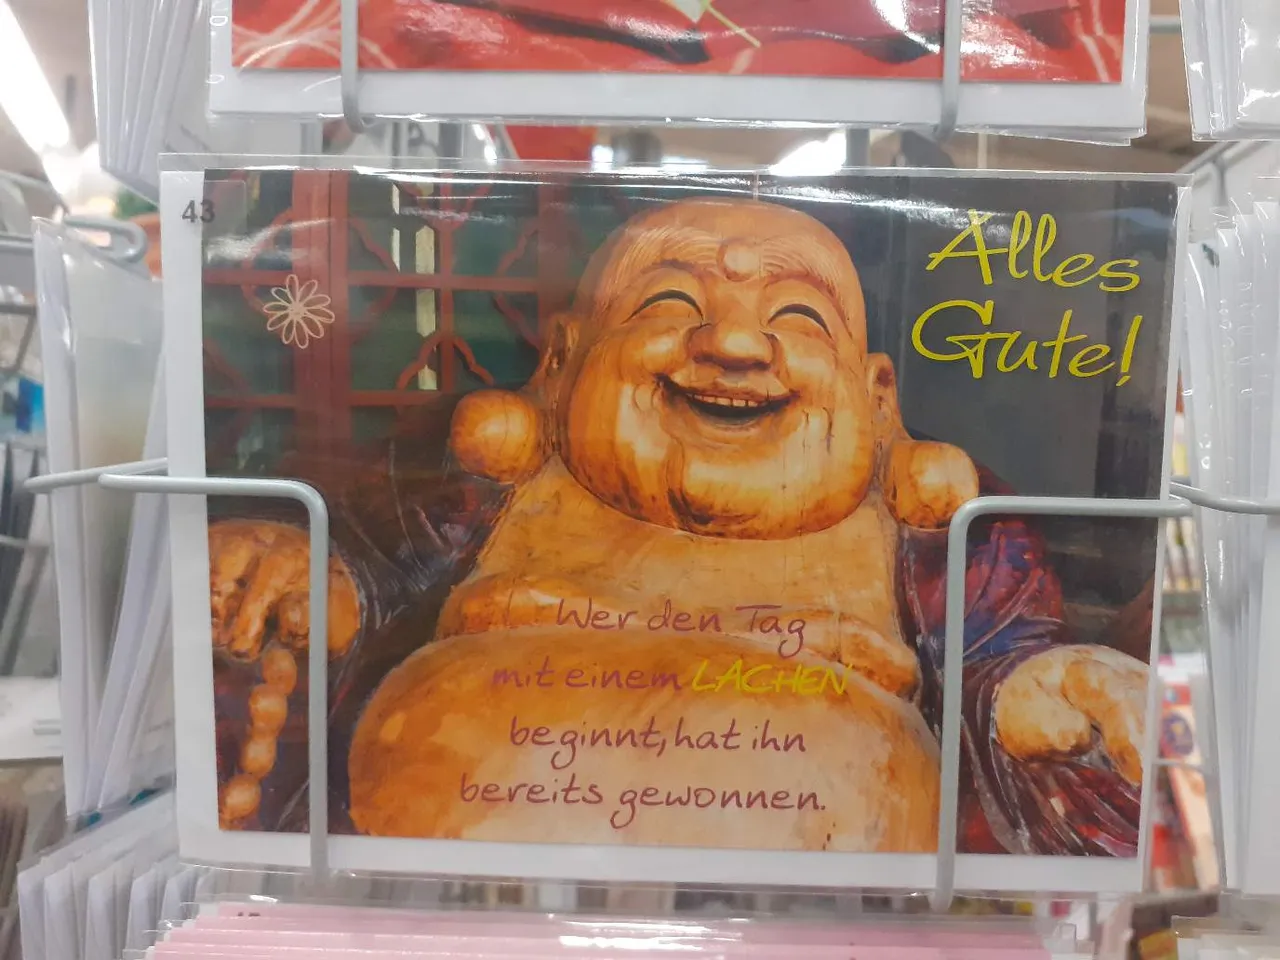 43
Alles
Gute!
Wer den Tag
mit einem LACHEN
beginnt, hat ihn
bereits gewonnen.